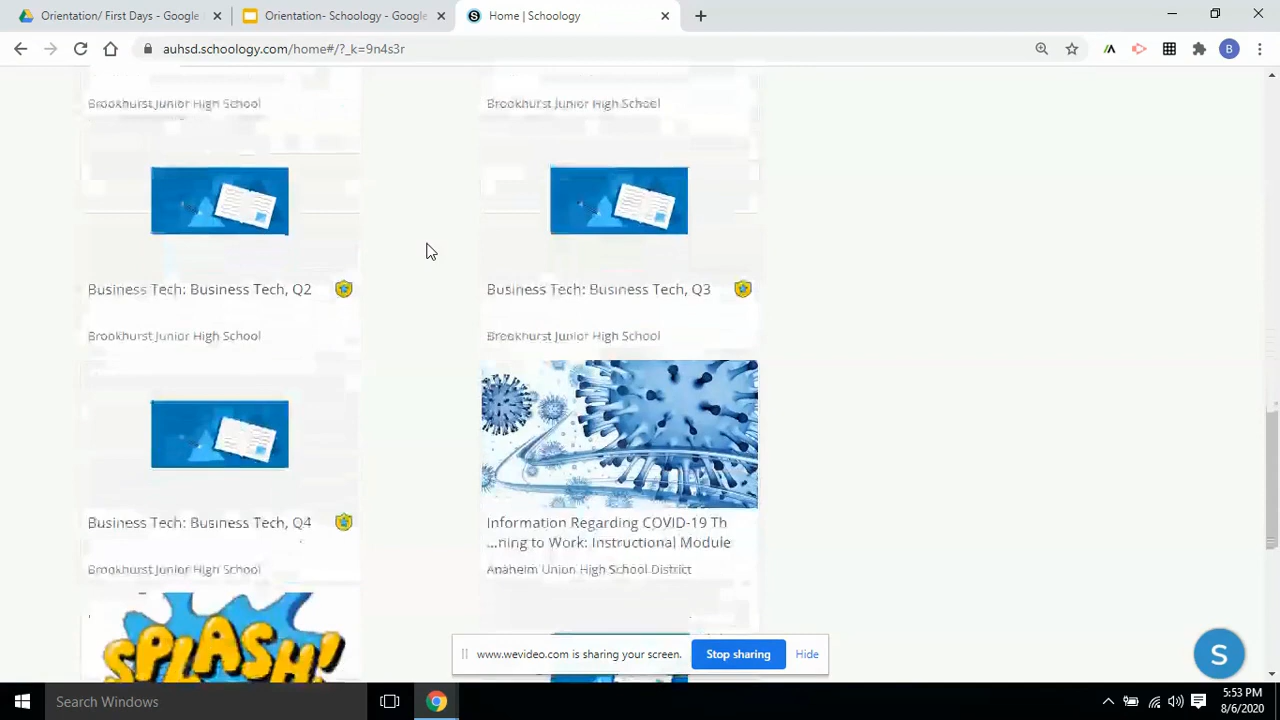 Orientation/ First Days - Google
Orientation- Schoology - Google
Home | Schoology
auhsd.schoology.com/home#/?_k=9n4s3r
B
Brookhurst Junior High School
Brookhurst Junior High School
Business Tech: Business Tech, Q2
Business Tech: Business Tech, Q3
Brookhurst Junior High School
Brookhurst Junior High School
Business Tech: Business Tech, Q4
Information Regarding COVID-19 Th
...ning to Work: Instructional Module
Brookhurst Junior High School
Anaheim Union High School District
SPLASH!
www.wevideo.com is sharing your screen.
Stop sharing
Hide
S
Search Windows
5:53 PM
8/6/2020